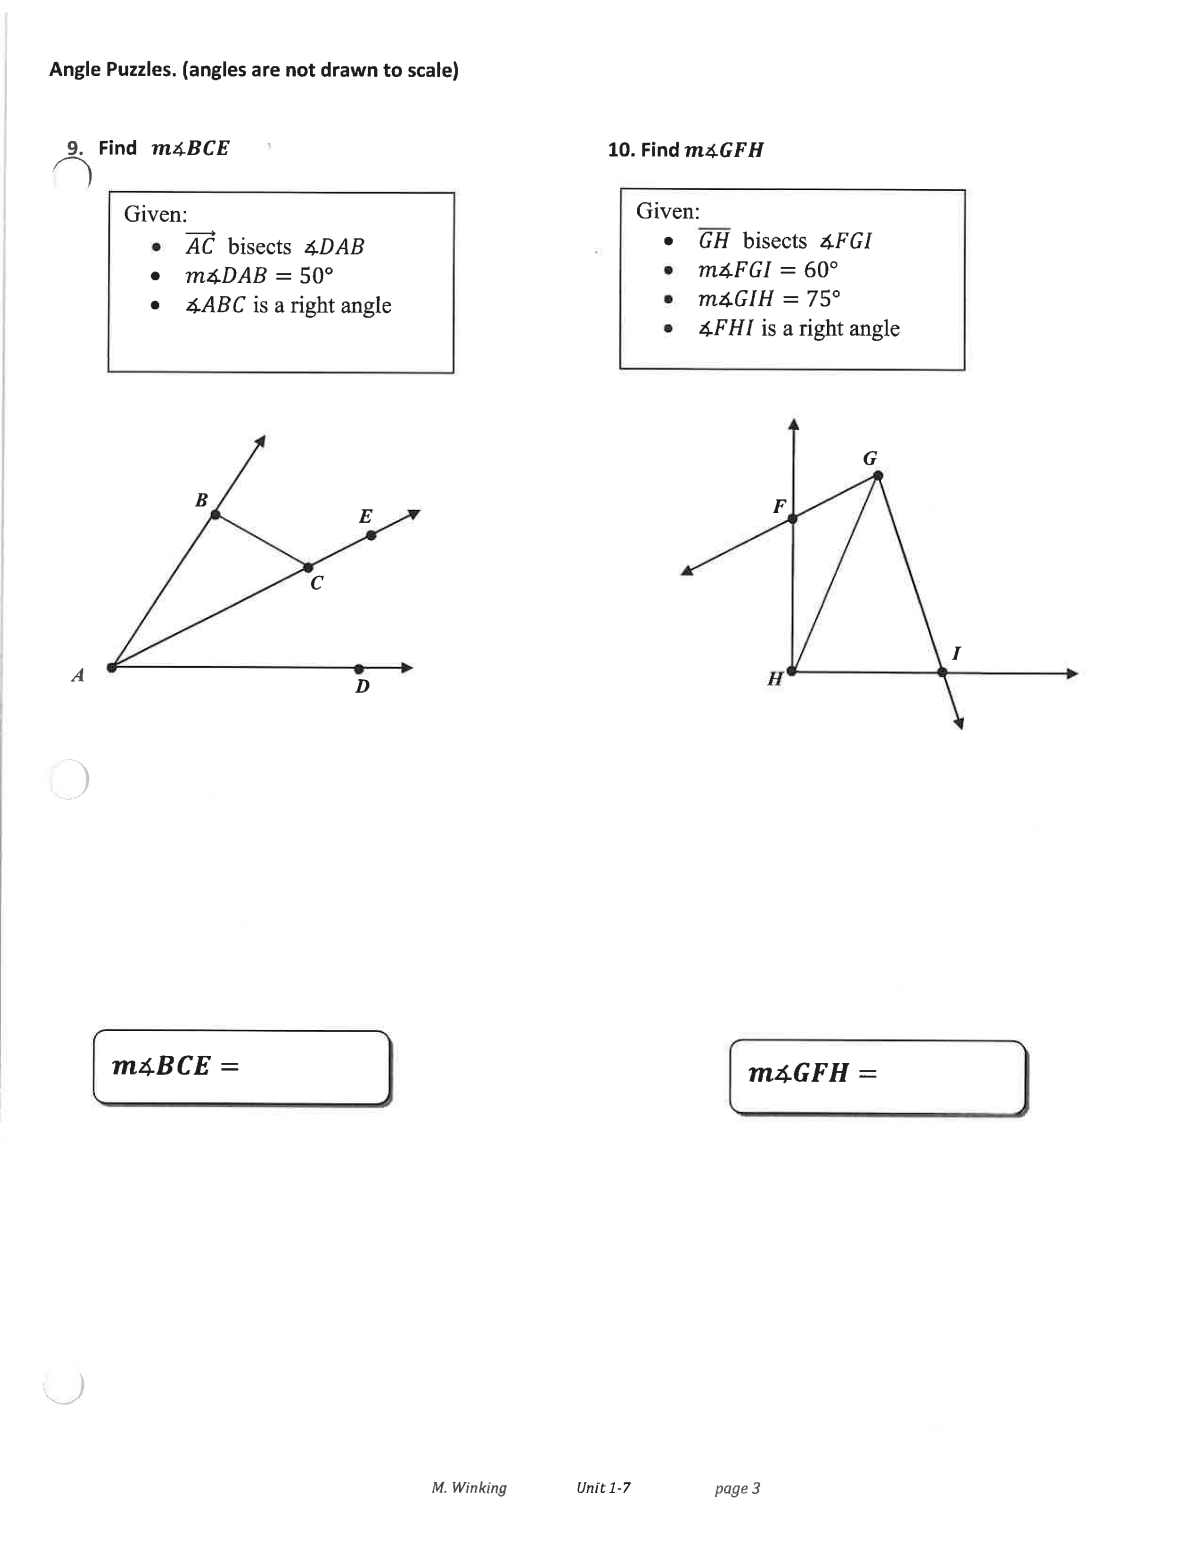 Angle Puzzles. (angles are not drawn to scale)
9. Find m∡BCE
Given:
• AC bisects ∡DAB
• m∡DAB = 50°
• ∡ABC is a right angle
B
E
C
A
D
m∡BCE =
10. Find m∡GFH
Given:
• GH bisects ∡FGI
• m∡FGI = 60°
• m∡GIH = 75°
• ∡FHI is a right angle
G
F
I
H
m∡GFH =
M. Winking Unit 1-7 page 3